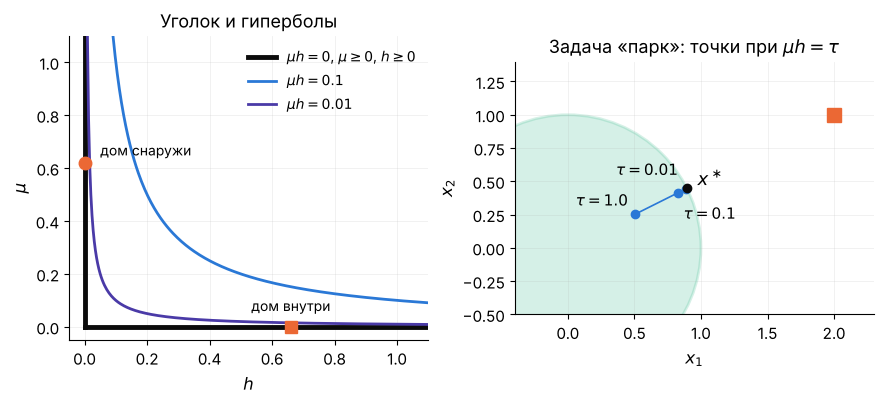 Уголок и гиперболы
μh = 0, μ ≥ 0, h ≥ 0
μh = 0.1
μh = 0.01
дом снаружи
дом внутри
1.0
0.8
0.6
0.4
0.2
0.0
μ
0.0 0.2 0.4 0.6 0.8 1.0
h
Задача «парк»: точки при μh = τ
1.25
1.00
0.75
0.50
0.25
0.00
−0.25
−0.50
x₂
τ = 0.01
x*
τ = 1.0
τ = 0.1
0.0 0.5 1.0 1.5 2.0
x₁